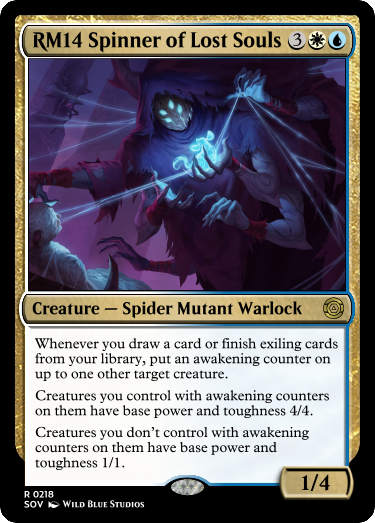 RM14 Spinner of Lost Souls 3
Creature — Spider Mutant Warlock
Whenever you draw a card or finish exiling cards
from your library, put an awakening counter on
up to one other target creature.
Creatures you control with awakening counters
on them have base power and toughness 4/4.
Creatures you don't control with awakening
counters on them have base power and
toughness 1/1.
1/4
R 0218
SOV WILD BLUE STUDIOS